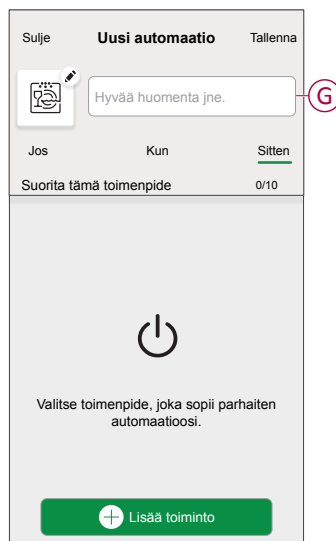 Sulje Uusi automaatio Tallenna
Hyvää huomenta jne.
G
Jos Kun Sitten
Suorita tämä toimenpide 0/10
Valitse toimenpide, joka sopii parhaiten
automaatioosi.
Lisää toiminto